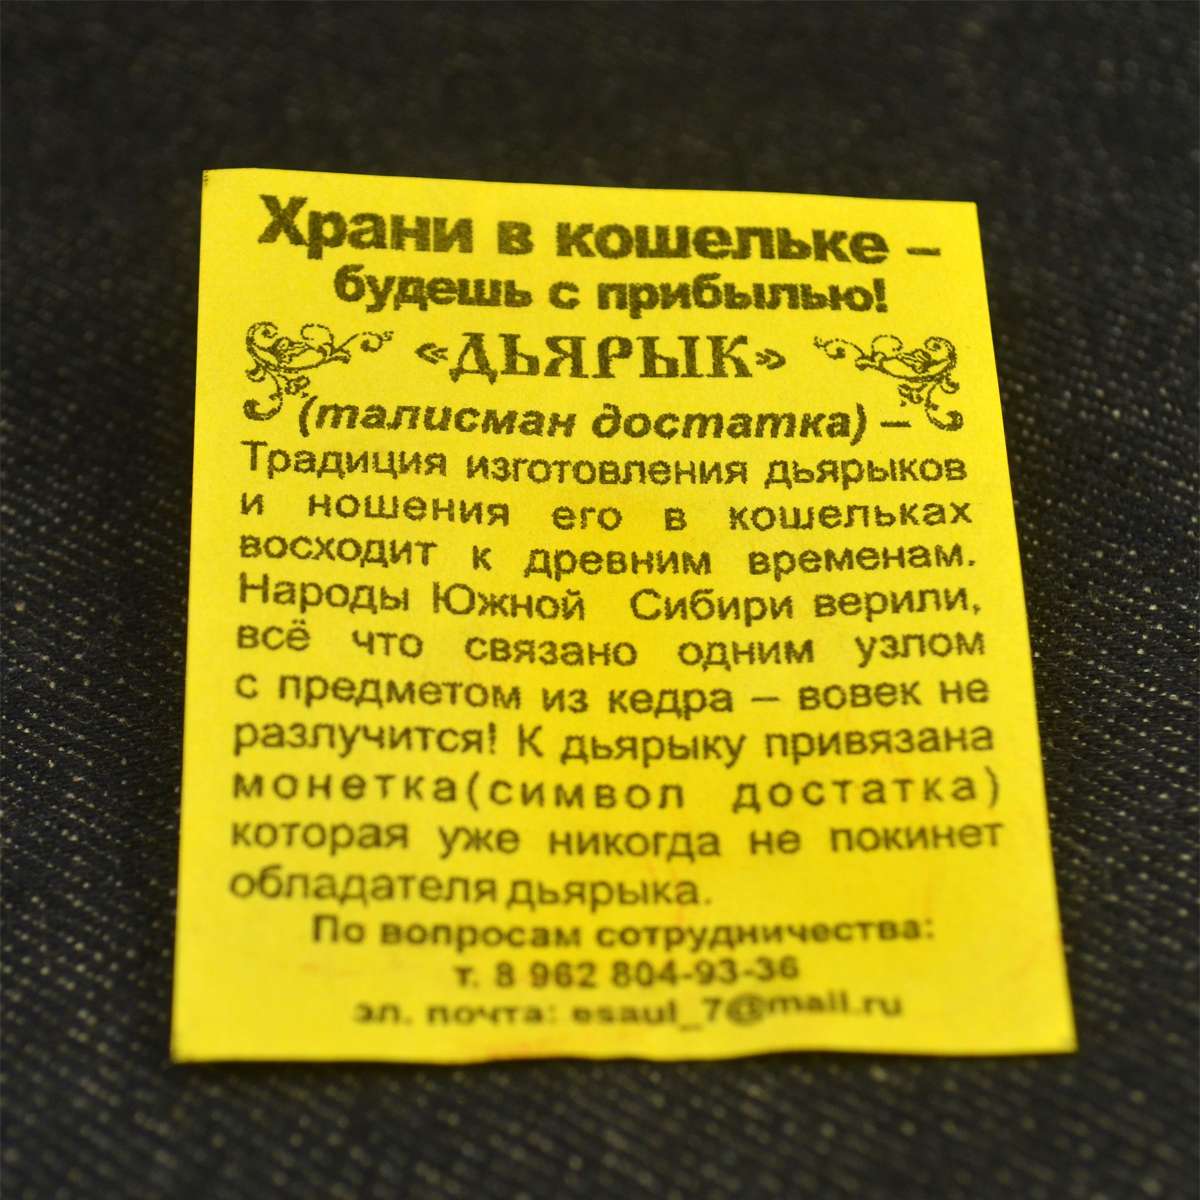 Храни в кошельке –
будешь с прибылью!
«ДЬЯРЫК»
(талисман достатка) –
Традиция изготовления дьярыков
и ношения его в кошельках
восходит к древним временам.
Народы Южной Сибири верили,
всё что связано одним узлом
с предметом из кедра – вовек не
разлучится! К дьярыку привязана
монетка(символ достатка)
которая уже никогда не покинет
обладателя дьярыка.
По вопросам сотрудничества:
т. 8 962 804-93-36
эл. почта: esaul_7@mail.ru